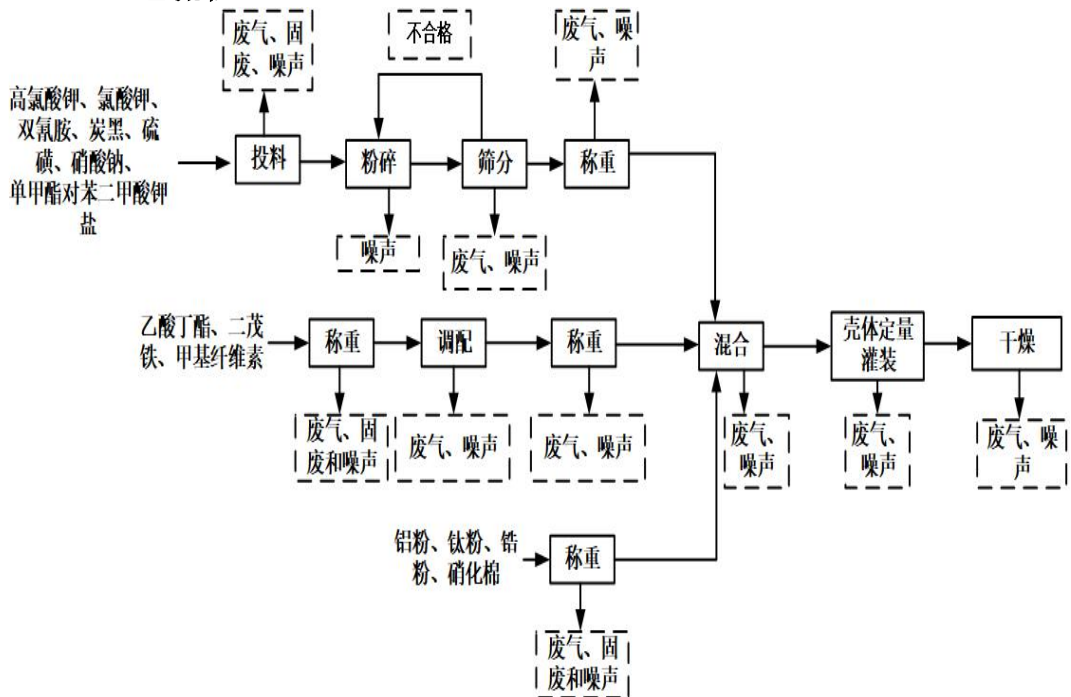 废气、固
废、噪声
不合格
废气、噪
声
高氯酸钾、氯酸钾、
双氰胺、炭黑、硫
磺、硝酸钠、
单甲酯对苯二甲酸钾
盐
投料
粉碎
筛分
称重
噪声
废气、噪声
乙酸丁酯、二茂
铁、甲基纤维素
称重
调配
称重
混合
壳体定量
灌装
干燥
废气、固
废和噪声
废气、噪声
废气、噪声
废气、
噪声
废气、
噪声
废气、噪
声
铝粉、钛粉、锆
粉、硝化棉
称重
废气、固
废和噪声